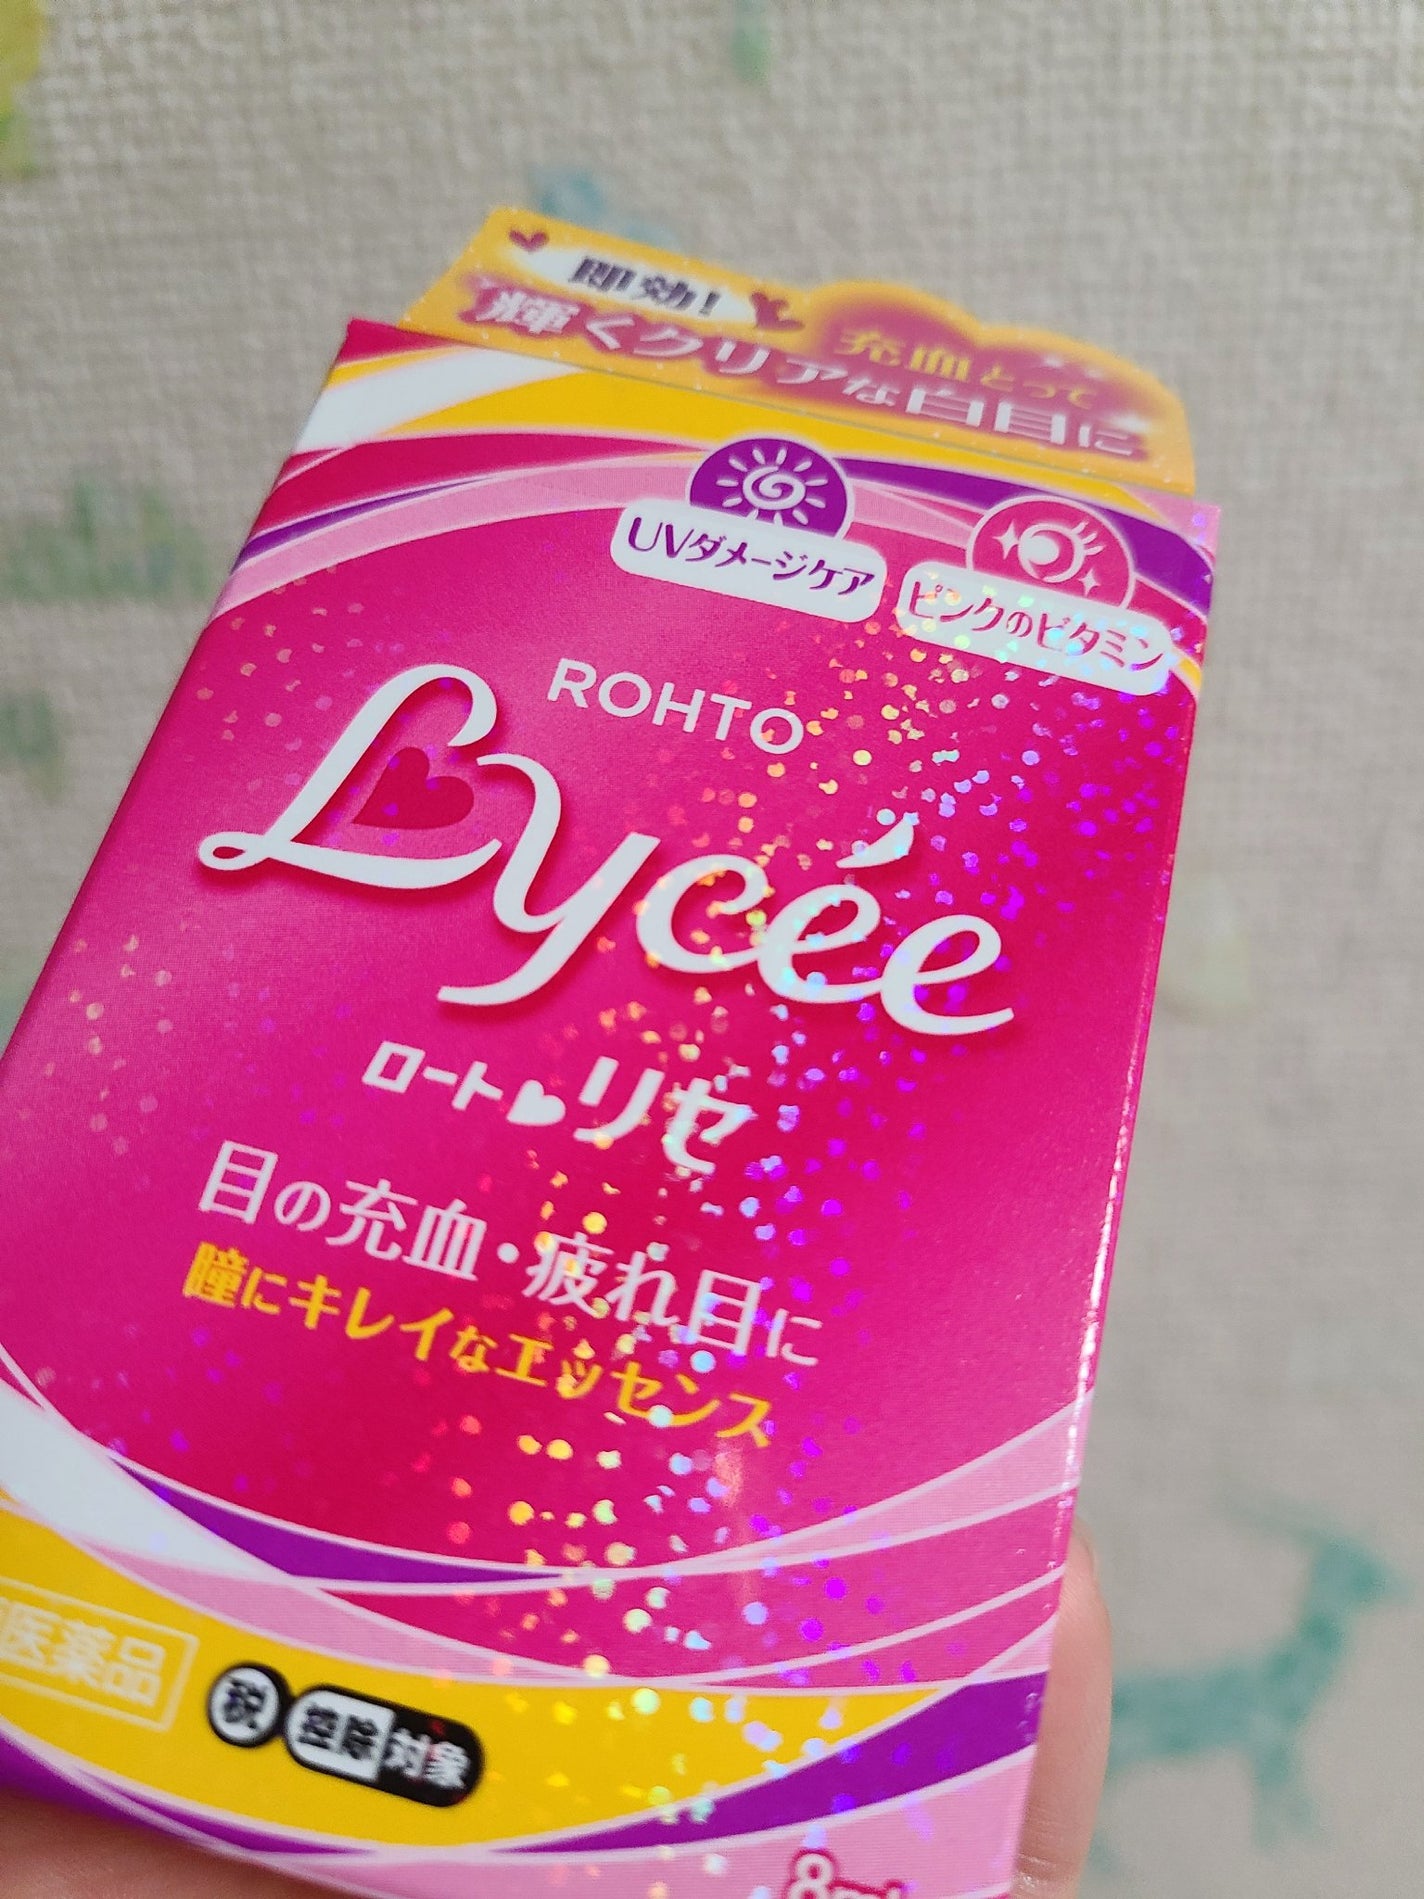 即効!
充血とって
輝くクリアな白目に
UVダメージケア
ピンクのビタミン
ROHTO
Lycée
ロートリセ
目の充血・疲れ目に
瞳にキレイなエッセンス
医薬品
税 控除対象
8ml